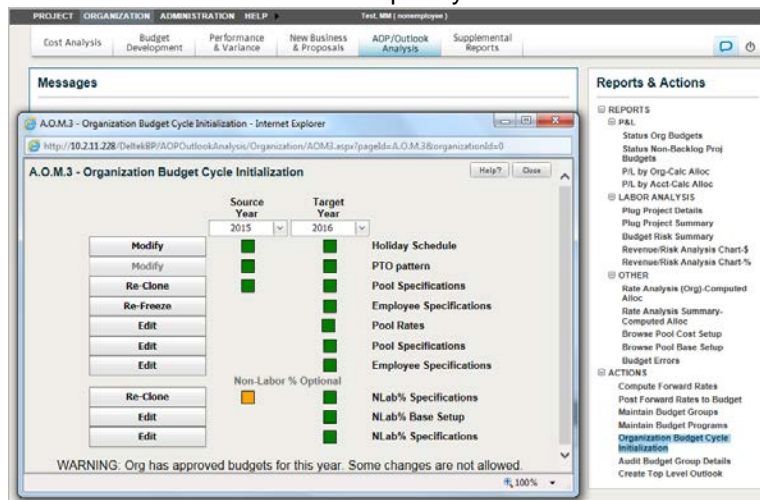 PROJECT ORGANIZATION ADMINISTRATION HELP Test, MM ( nonemployee )
Cost Analysis Budget Development Performance & Variance New Business & Proposals AOP/Outlook Analysis Supplemental Reports
Messages
A.O.M.3 - Organization Budget Cycle Initialization - Internet Explorer
http://10.2.11.228/DeltekBP/AOPOutlookAnalysis/Organization/AOM3.aspx?pageId=A.O.M.3&organizationId=0
A.O.M.3 - Organization Budget Cycle Initialization Help? Close
Source Year Target Year
2015 2016
Modify Holiday Schedule
Modify PTO pattern
Re-Clone Pool Specifications
Re-Freeze Employee Specifications
Edit Pool Rates
Edit Pool Specifications
Edit Employee Specifications
Non-Labor % Optional
Re-Clone NLab% Specifications
Edit NLab% Base Setup
Edit NLab% Specifications
WARNING: Org has approved budgets for this year. Some changes are not allowed.
100%
Reports & Actions
REPORTS
P&L
Status Org Budgets
Status Non-Backlog Proj
Budgets
P/L by Org-Calc Alloc
P/L by Acct-Calc Alloc
LABOR ANALYSIS
Plug Project Details
Plug Project Summary
Budget Risk Summary
Revenue/Risk Analysis Chart-$
Revenue/Risk Analysis Chart-%
OTHER
Rate Analysis (Org)-Computed
Alloc
Rate Analysis Summary-
Computed Alloc
Browse Pool Cost Setup
Browse Pool Base Setup
Budget Errors
ACTIONS
Compute Forward Rates
Post Forward Rates to Budget
Maintain Budget Groups
Maintain Budget Programs
Organization Budget Cycle
Initialization
Audit Budget Group Details
Create Top Level Outlook